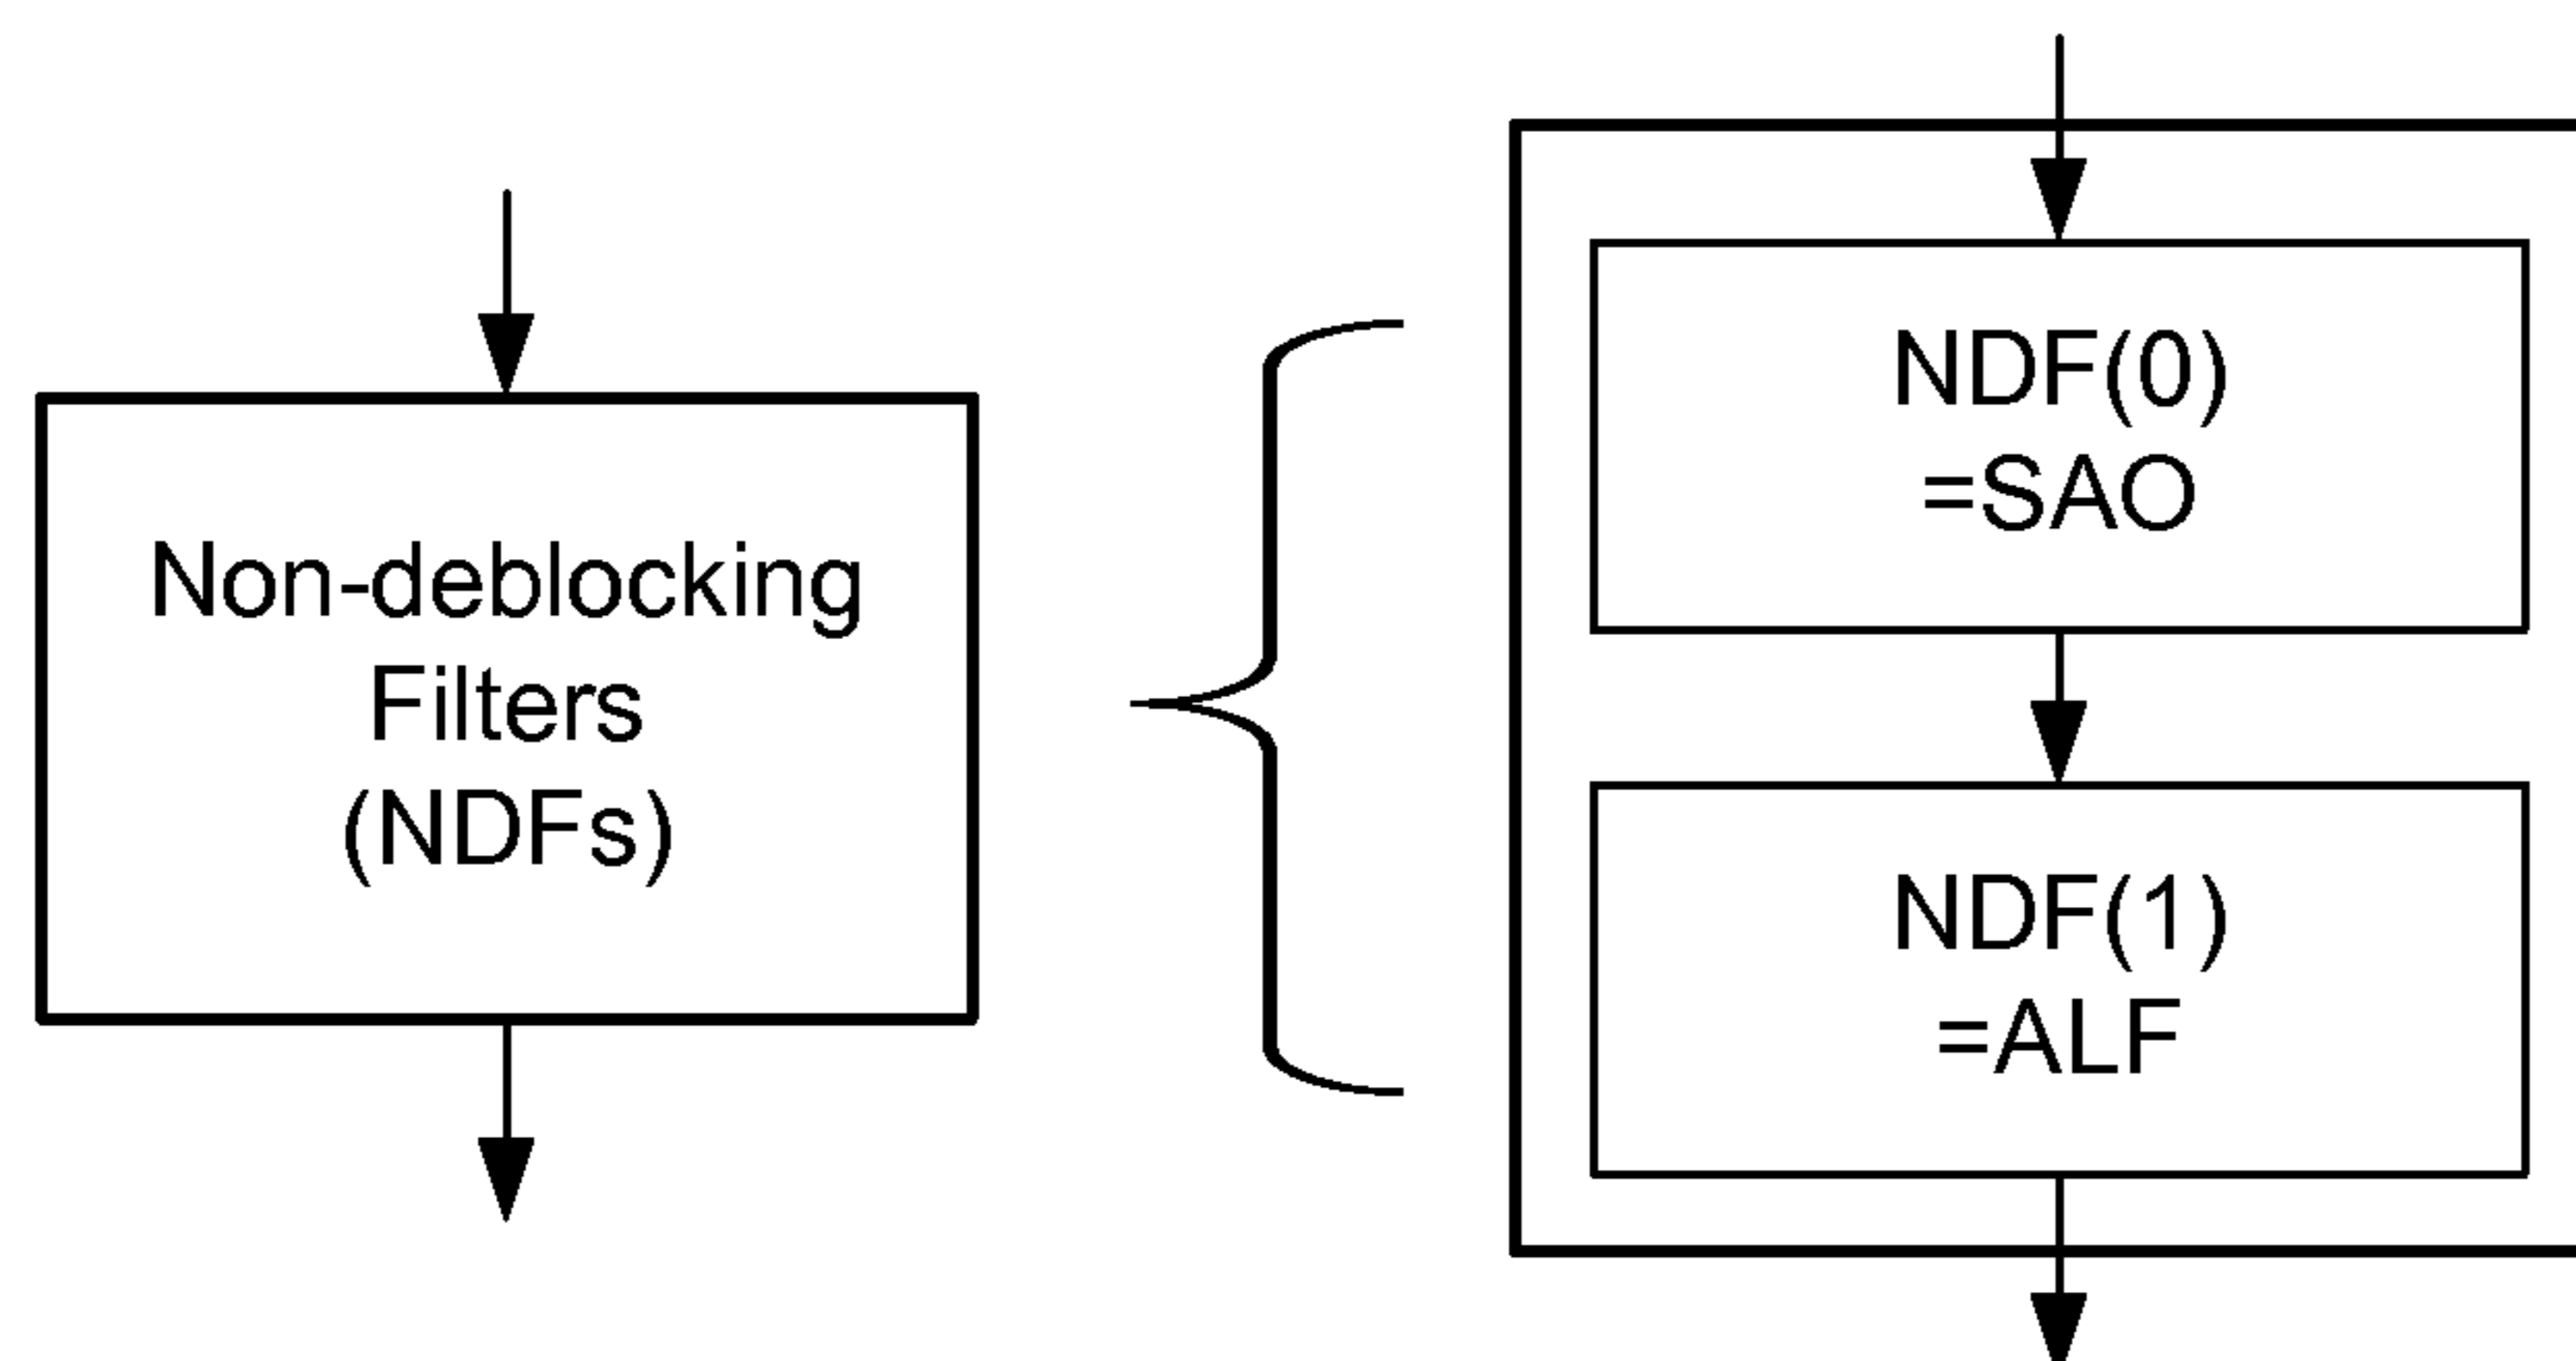 Non-deblocking
Filters
(NDFs)
NDF(0)
=SAO
NDF(1)
=ALF